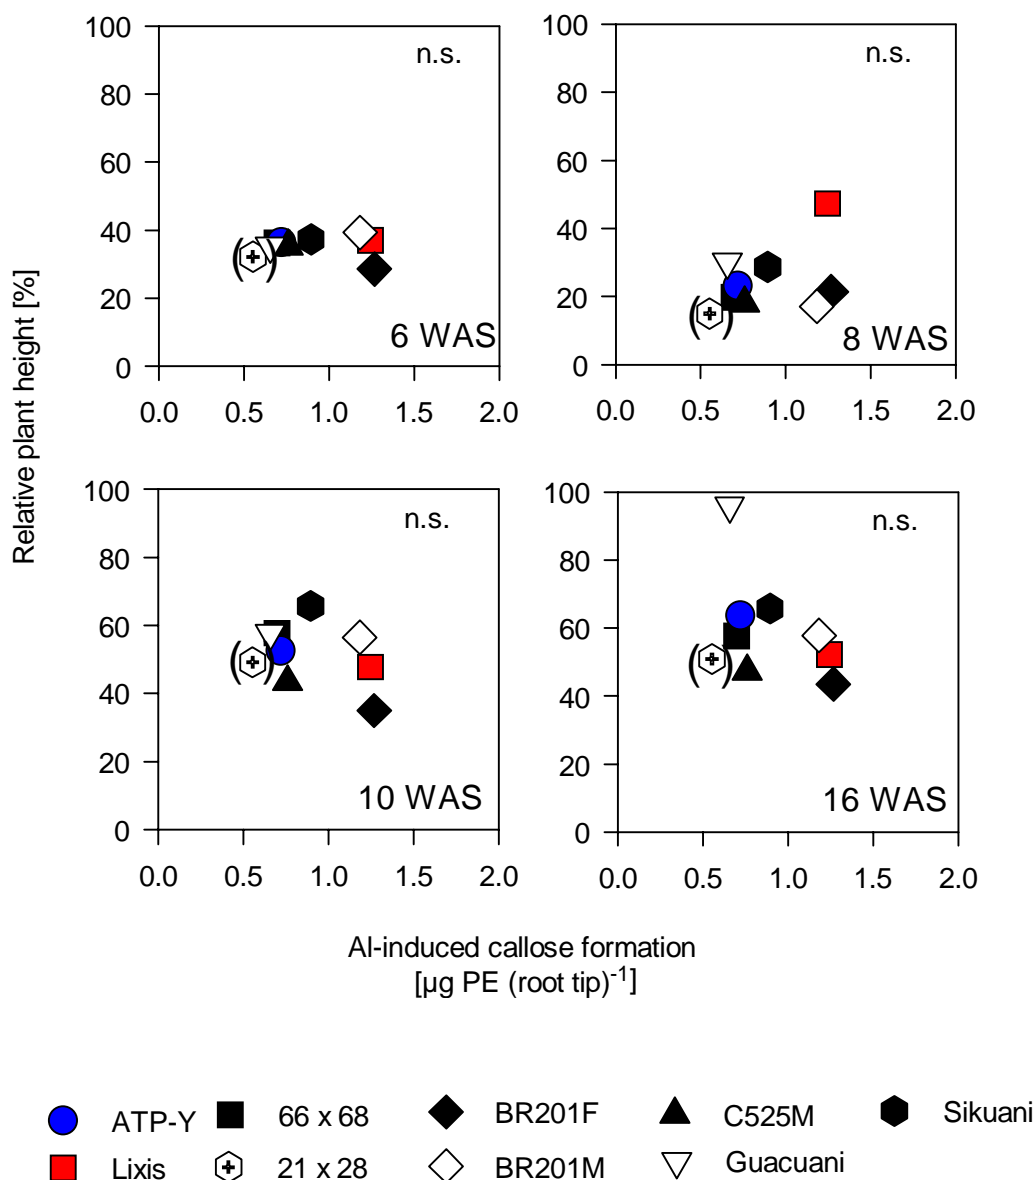 100
80
60
40
20
0
n.s.
6 WAS
0.0 0.5 1.0 1.5 2.0
100
80
60
40
20
0
n.s.
8 WAS
0.0 0.5 1.0 1.5 2.0
Relative plant height [%]
100
80
60
40
20
0
n.s.
10 WAS
0.0 0.5 1.0 1.5 2.0
100
80
60
40
20
0
n.s.
16 WAS
0.0 0.5 1.0 1.5 2.0
Al-induced callose formation
[µg PE (root tip)⁻¹]
ATP-Y 66 x 68 BR201F C525M Sikuani
Lixis 21 x 28 BR201M Guacuani